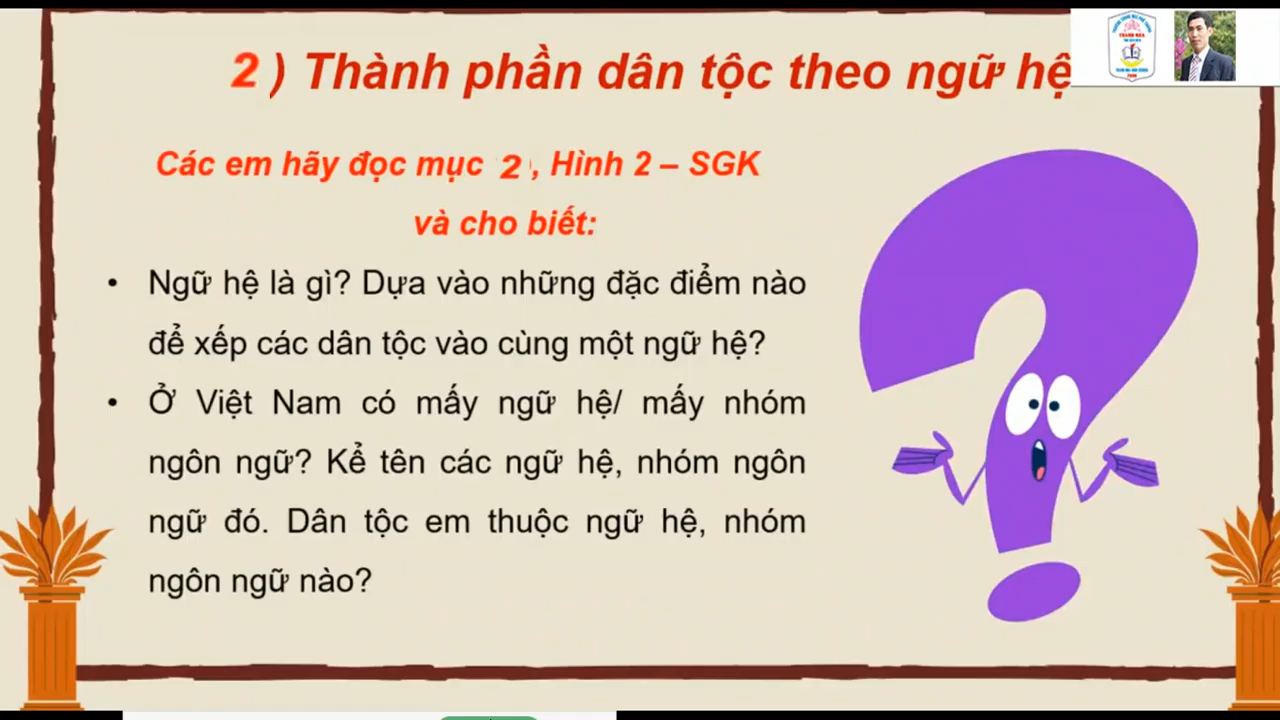 2) Thành phần dân tộc theo ngữ hệ
Các em hãy đọc mục 2, Hình 2 – SGK
và cho biết:
• Ngữ hệ là gì? Dựa vào những đặc điểm nào
để xếp các dân tộc vào cùng một ngữ hệ?
• Ở Việt Nam có mấy ngữ hệ/ mấy nhóm
ngôn ngữ? Kể tên các ngữ hệ, nhóm ngôn
ngữ đó. Dân tộc em thuộc ngữ hệ, nhóm
ngôn ngữ nào?